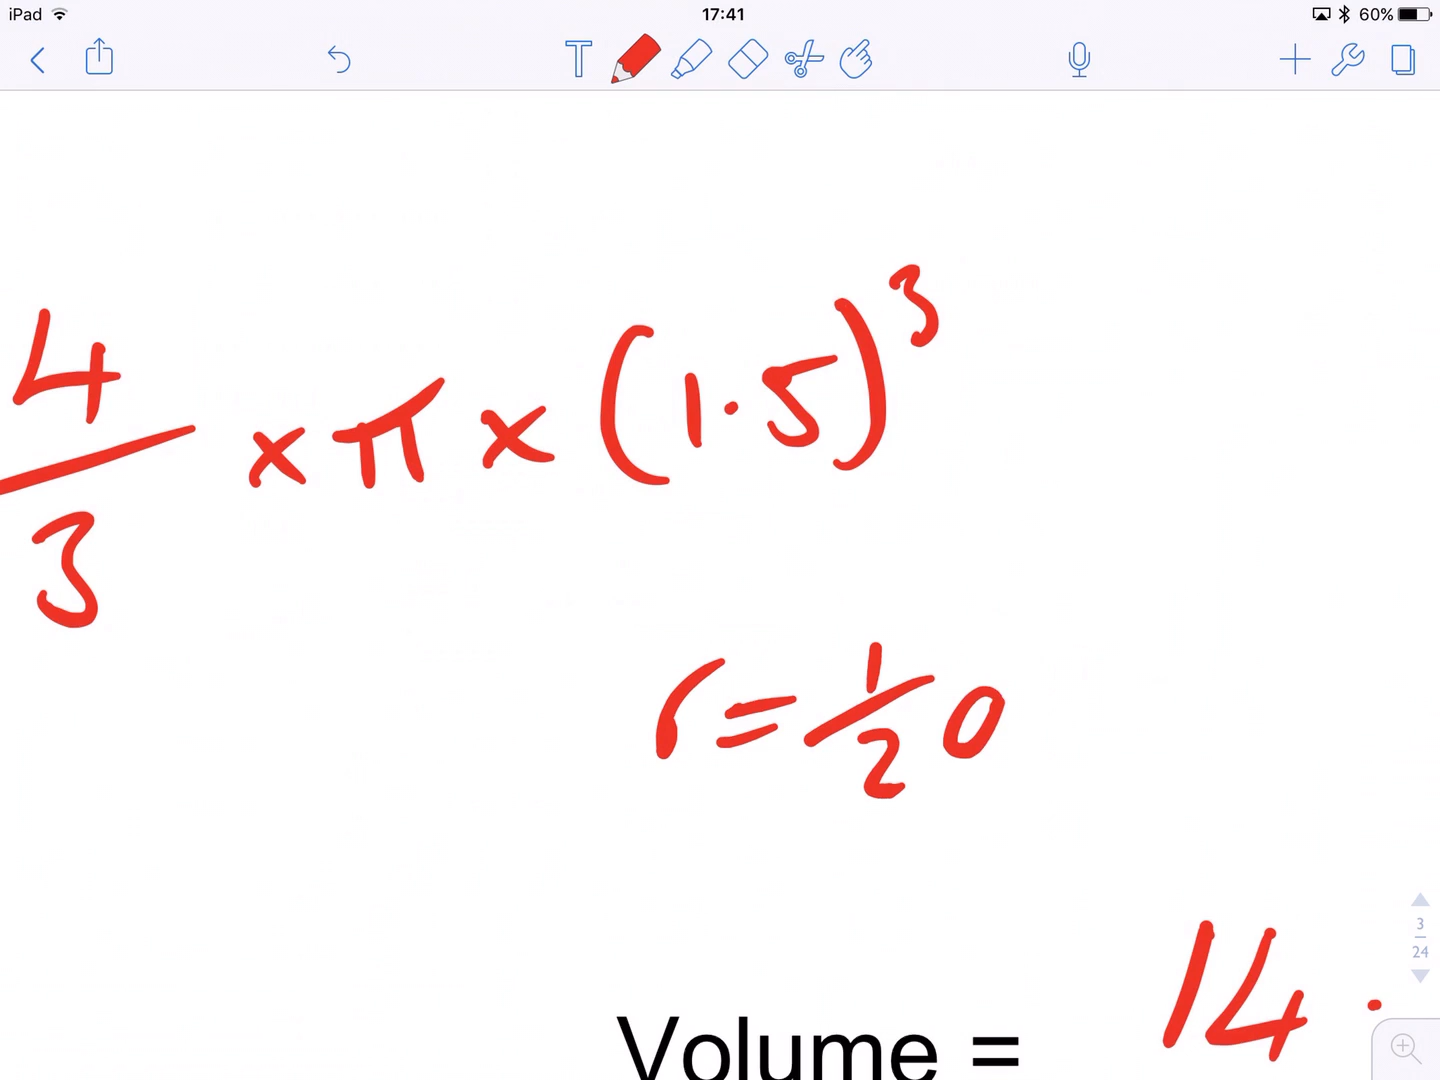 iPad 17:41 60%
T
4/3 × π × (1.5)³
r = 1/2 D
3
24
Volume = 14.